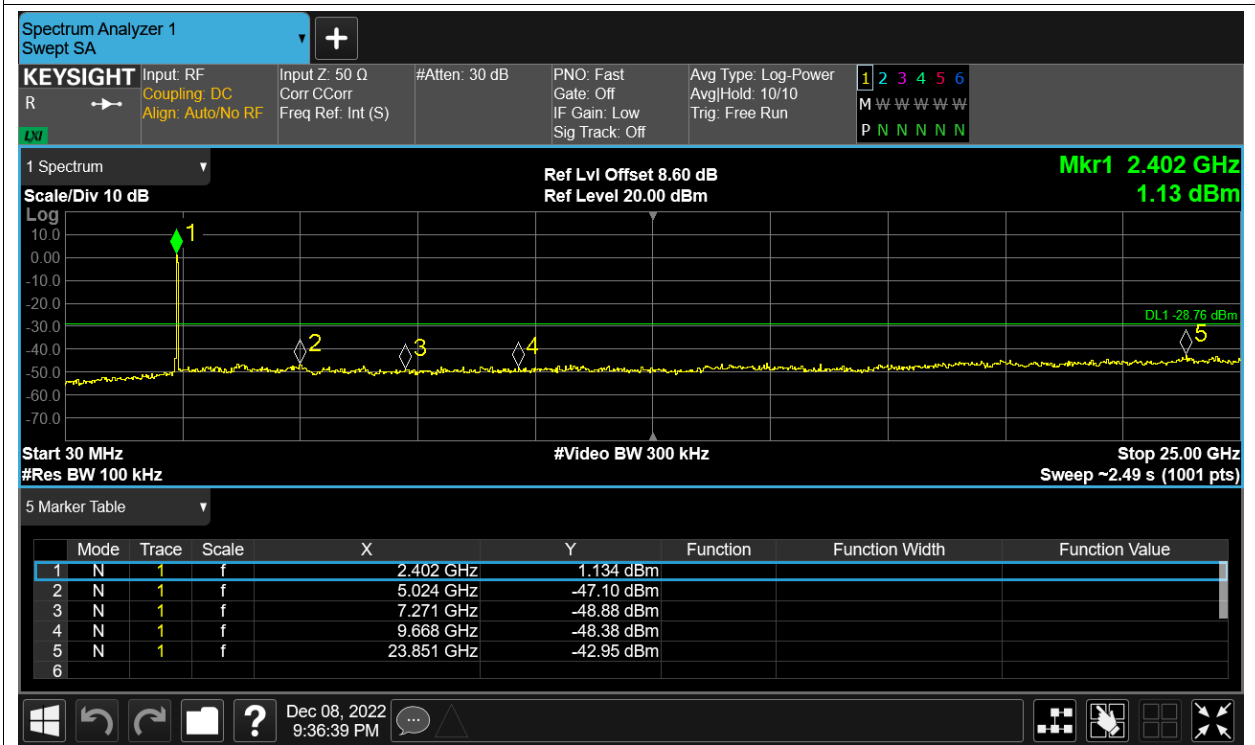 Spectrum Analyzer 1
Swept SA
+
KEYSIGHT
R
LXI
Input: RF
Coupling: DC
Align: Auto/No RF
Input Z: 50 Ω
Corr CCorr
Freq Ref: Int (S)
#Atten: 30 dB
PNO: Fast
Gate: Off
IF Gain: Low
Sig Track: Off
Avg Type: Log-Power
Avg|Hold: 10/10
Trig: Free Run
1 2 3 4 5 6
M W W W W W
P N N N N N
1 Spectrum
Scale/Div 10 dB
Ref Lvl Offset 8.60 dB
Ref Level 20.00 dBm
Mkr1 2.402 GHz
1.13 dBm
Log
10.0
0.00
-10.0
-20.0
-30.0
-40.0
-50.0
-60.0
-70.0
1
2
3
4
5
DL1 -28.76 dBm
Start 30 MHz
#Video BW 300 kHz
Stop 25.00 GHz
#Res BW 100 kHz
Sweep ~2.49 s (1001 pts)
5 Marker Table
Mode Trace Scale X Y Function Function Width Function Value
1 N 1 f 2.402 GHz 1.134 dBm
2 N 1 f 5.024 GHz -47.10 dBm
3 N 1 f 7.271 GHz -48.88 dBm
4 N 1 f 9.668 GHz -48.38 dBm
5 N 1 f 23.851 GHz -42.95 dBm
6
?
Dec 08, 2022
9:36:39 PM